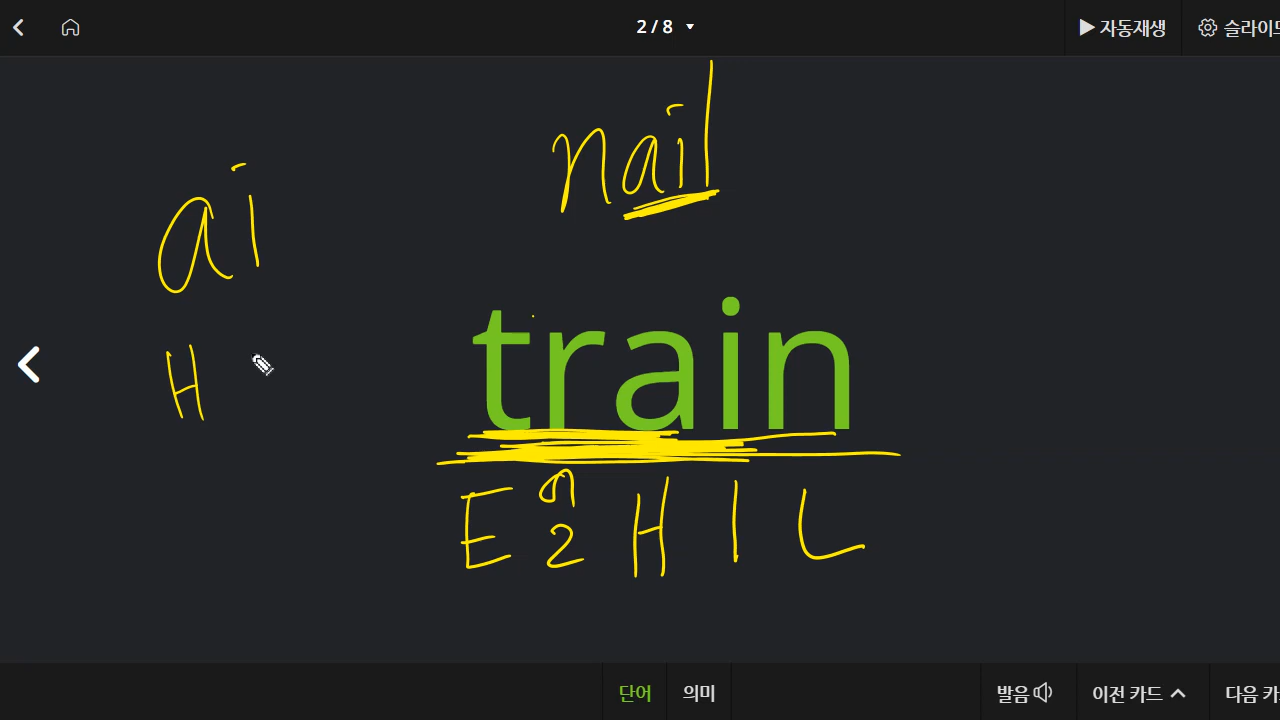 2 / 8
자동재생
슬라이드
nail
ai
train
ㅐ
ㅌ ㄹ ㅐ ㅣ ㄴ
단어
의미
발음
이전 카드
다음 카